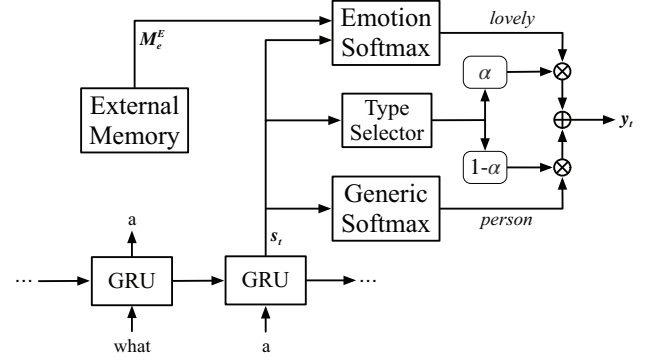 M_e^E
Emotion
Softmax
lovely
External
Memory
Type
Selector
α
1-α
y_t
Generic
Softmax
person
s_t
a
...
GRU
GRU
...
what
a